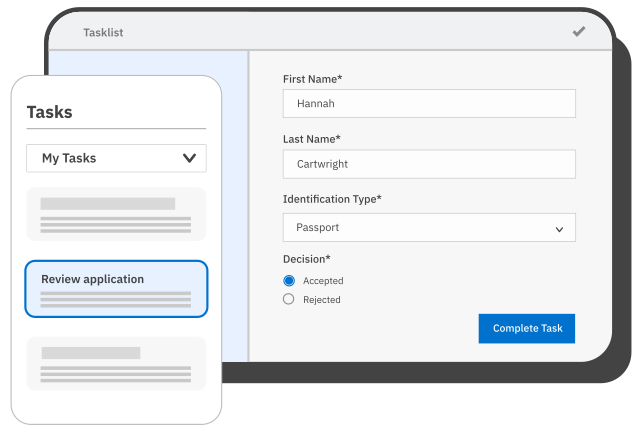 Tasklist
Tasks
My Tasks
Review application
First Name*
Hannah
Last Name*
Cartwright
Identification Type*
Passport
Decision*
Accepted
Rejected
Complete Task